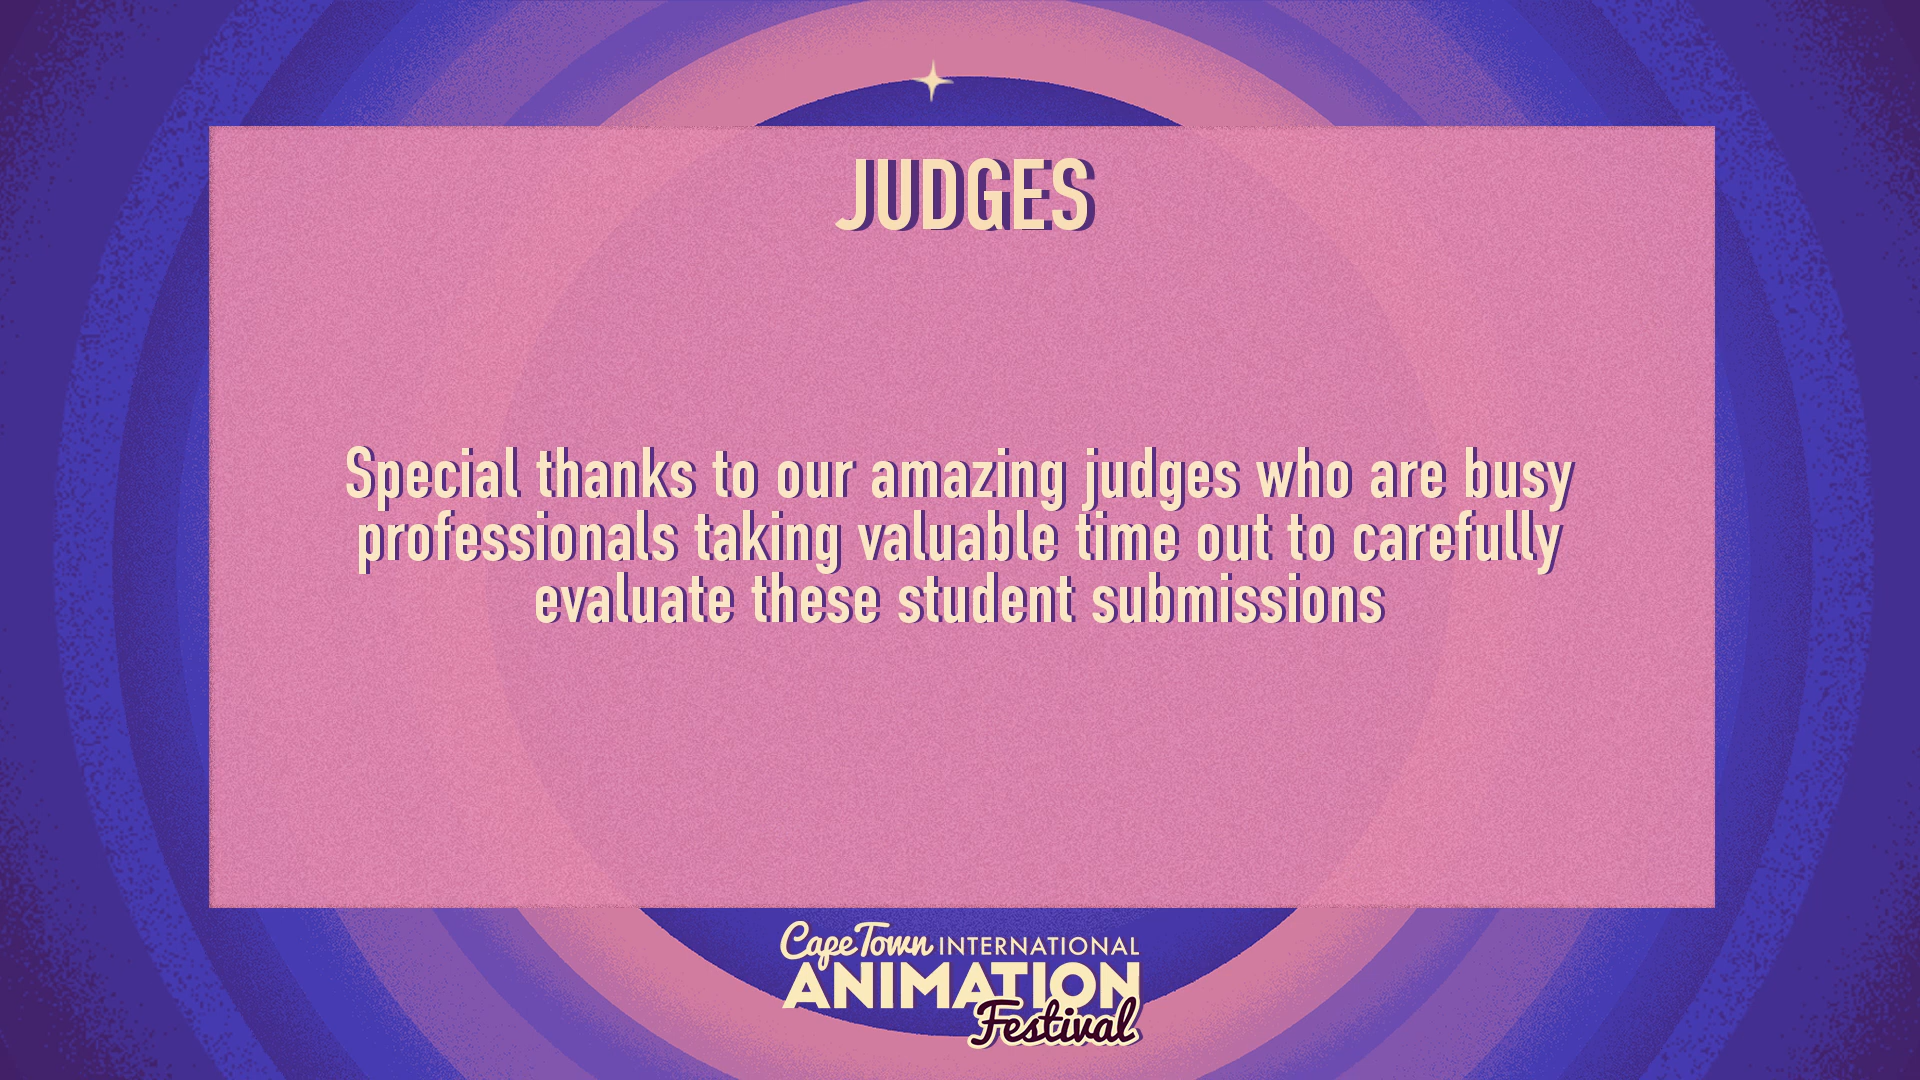 JUDGES
Special thanks to our amazing judges who are busy
professionals taking valuable time out to carefully
evaluate these student submissions
Cape Town INTERNATIONAL
ANIMATION
Festival